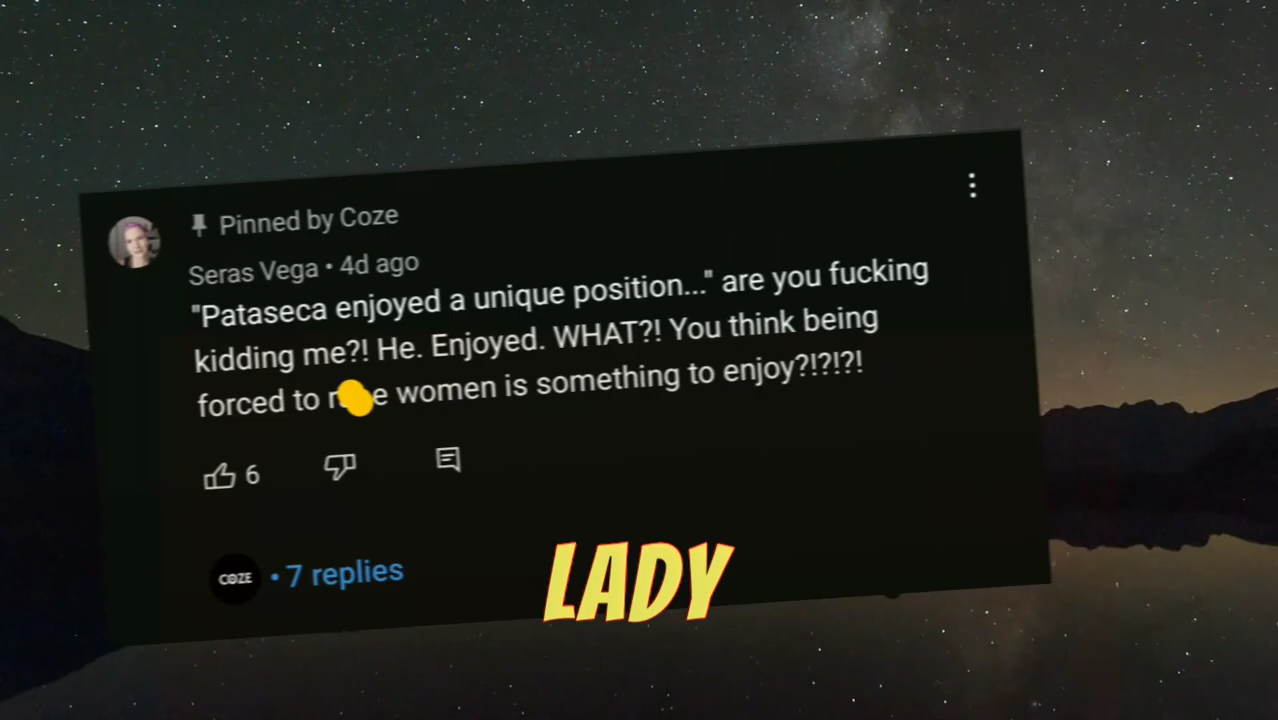 Pinned by Coze
Seras Vega • 4d ago
"Pataseca enjoyed a unique position..." are you fucking
kidding me?! He. Enjoyed. WHAT?! You think being
forced to r e women is something to enjoy?!?!?!
6
COZE • 7 replies
LADY